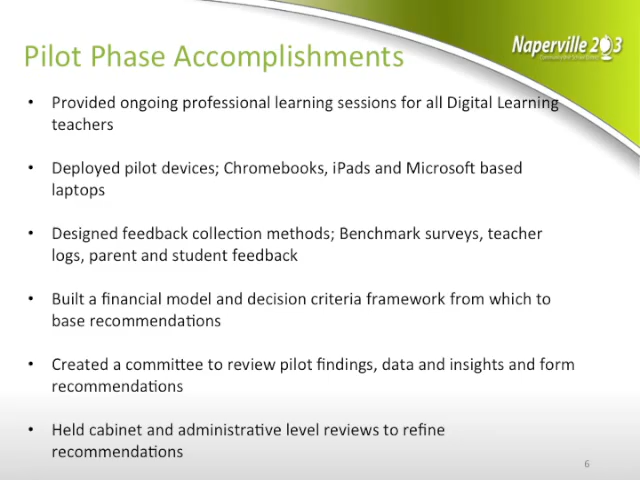 Pilot Phase Accomplishments
Naperville 203
• Provided ongoing professional learning sessions for all Digital Learning
teachers
• Deployed pilot devices; Chromebooks, iPads and Microsoft based
laptops
• Designed feedback collection methods; Benchmark surveys, teacher
logs, parent and student feedback
• Built a financial model and decision criteria framework from which to
base recommendations
• Created a committee to review pilot findings, data and insights and form
recommendations
• Held cabinet and administrative level reviews to refine
recommendations
6